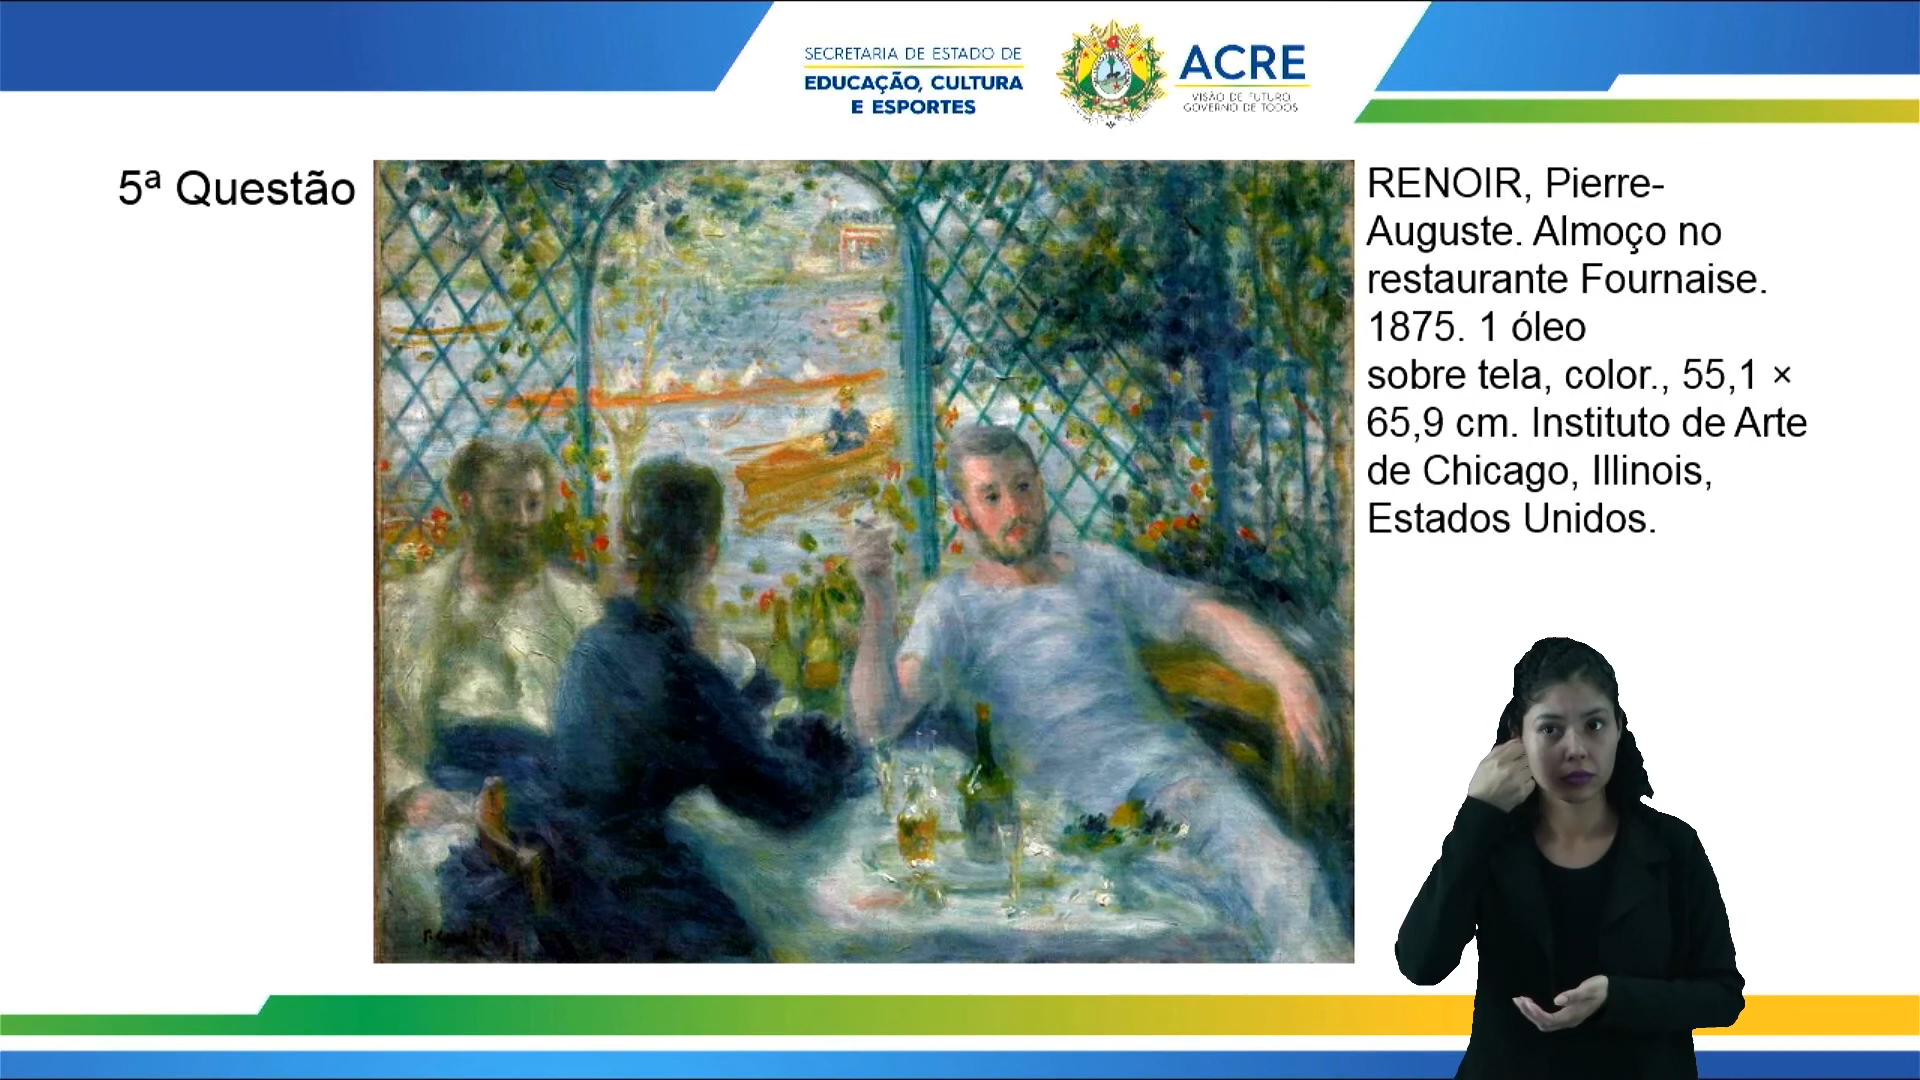 SECRETARIA DE ESTADO DE
EDUCAÇÃO, CULTURA
E ESPORTES
ACRE
VISÃO DE FUTURO
GOVERNO DE TODOS
5ª Questão
RENOIR, Pierre-
Auguste. Almoço no
restaurante Fournaise.
1875. 1 óleo
sobre tela, color., 55,1 ×
65,9 cm. Instituto de Arte
de Chicago, Illinois,
Estados Unidos.